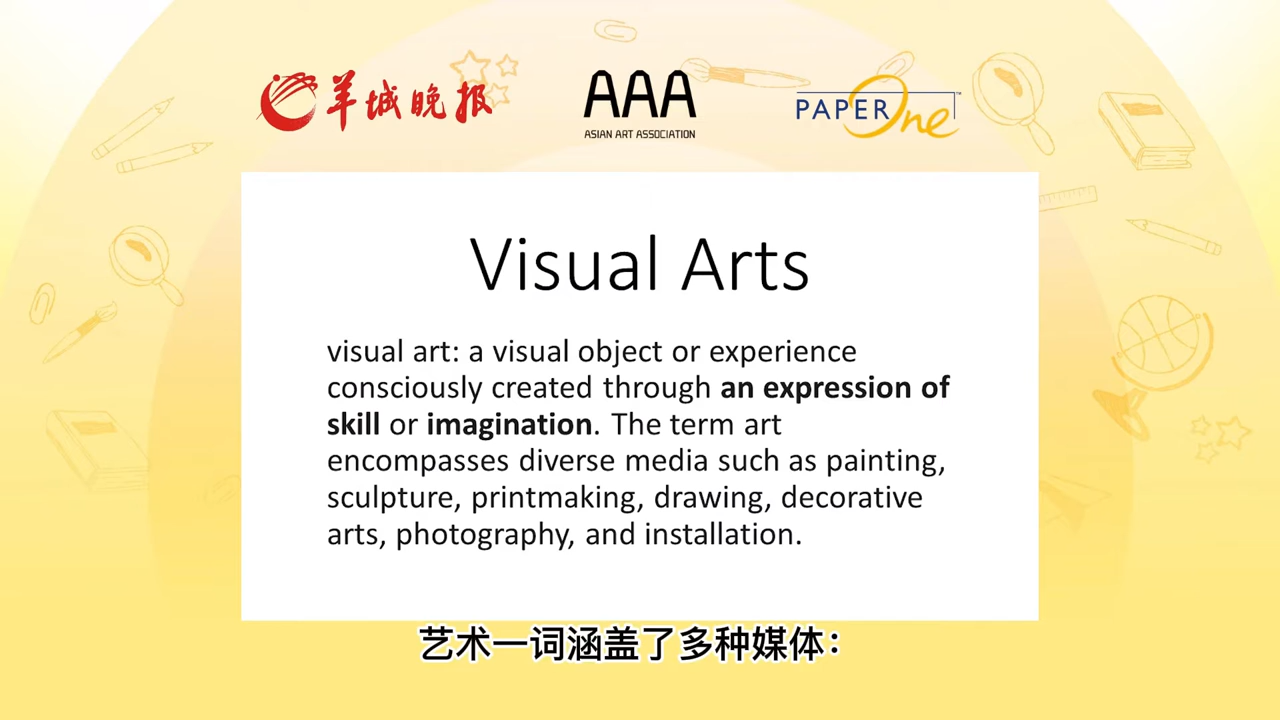 羊城晚报
AAA
ASIAN ART ASSOCIATION
PAPER One™
Visual Arts
visual art: a visual object or experience
consciously created through an expression of
skill or imagination. The term art
encompasses diverse media such as painting,
sculpture, printmaking, drawing, decorative
arts, photography, and installation.
艺术一词涵盖了多种媒体：